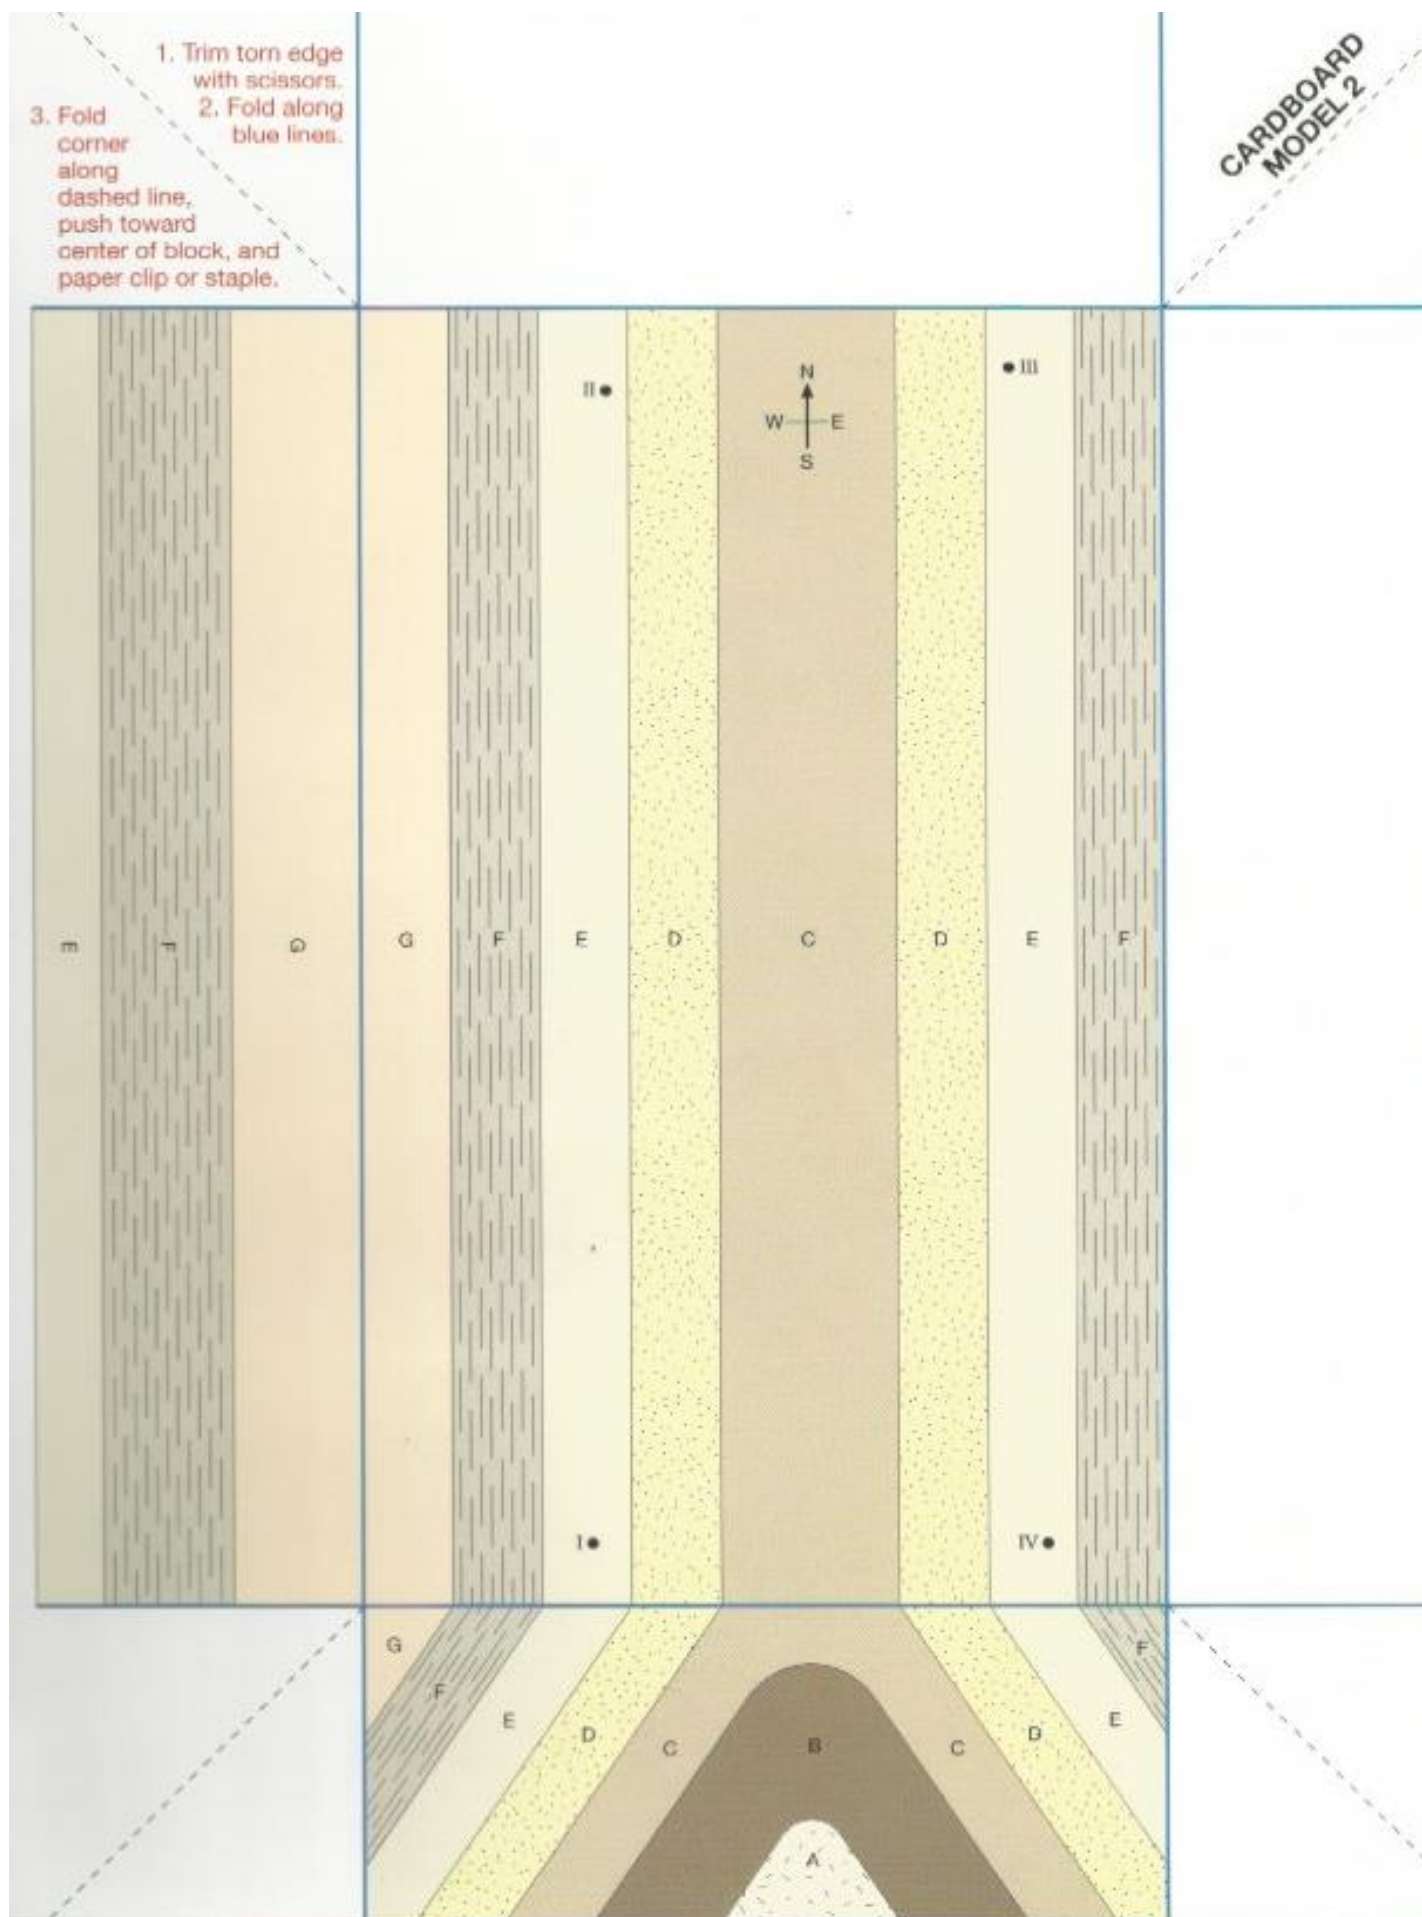 1. Trim torn edge
with scissors.
2. Fold along
blue lines.
3. Fold
corner
along
dashed line,
push toward
center of block, and
paper clip or staple.
CARDBOARD
MODEL 2
II
III
N
W E
S
E F G G F E D C D E F
I
IV
G F E D C B C D E F
A